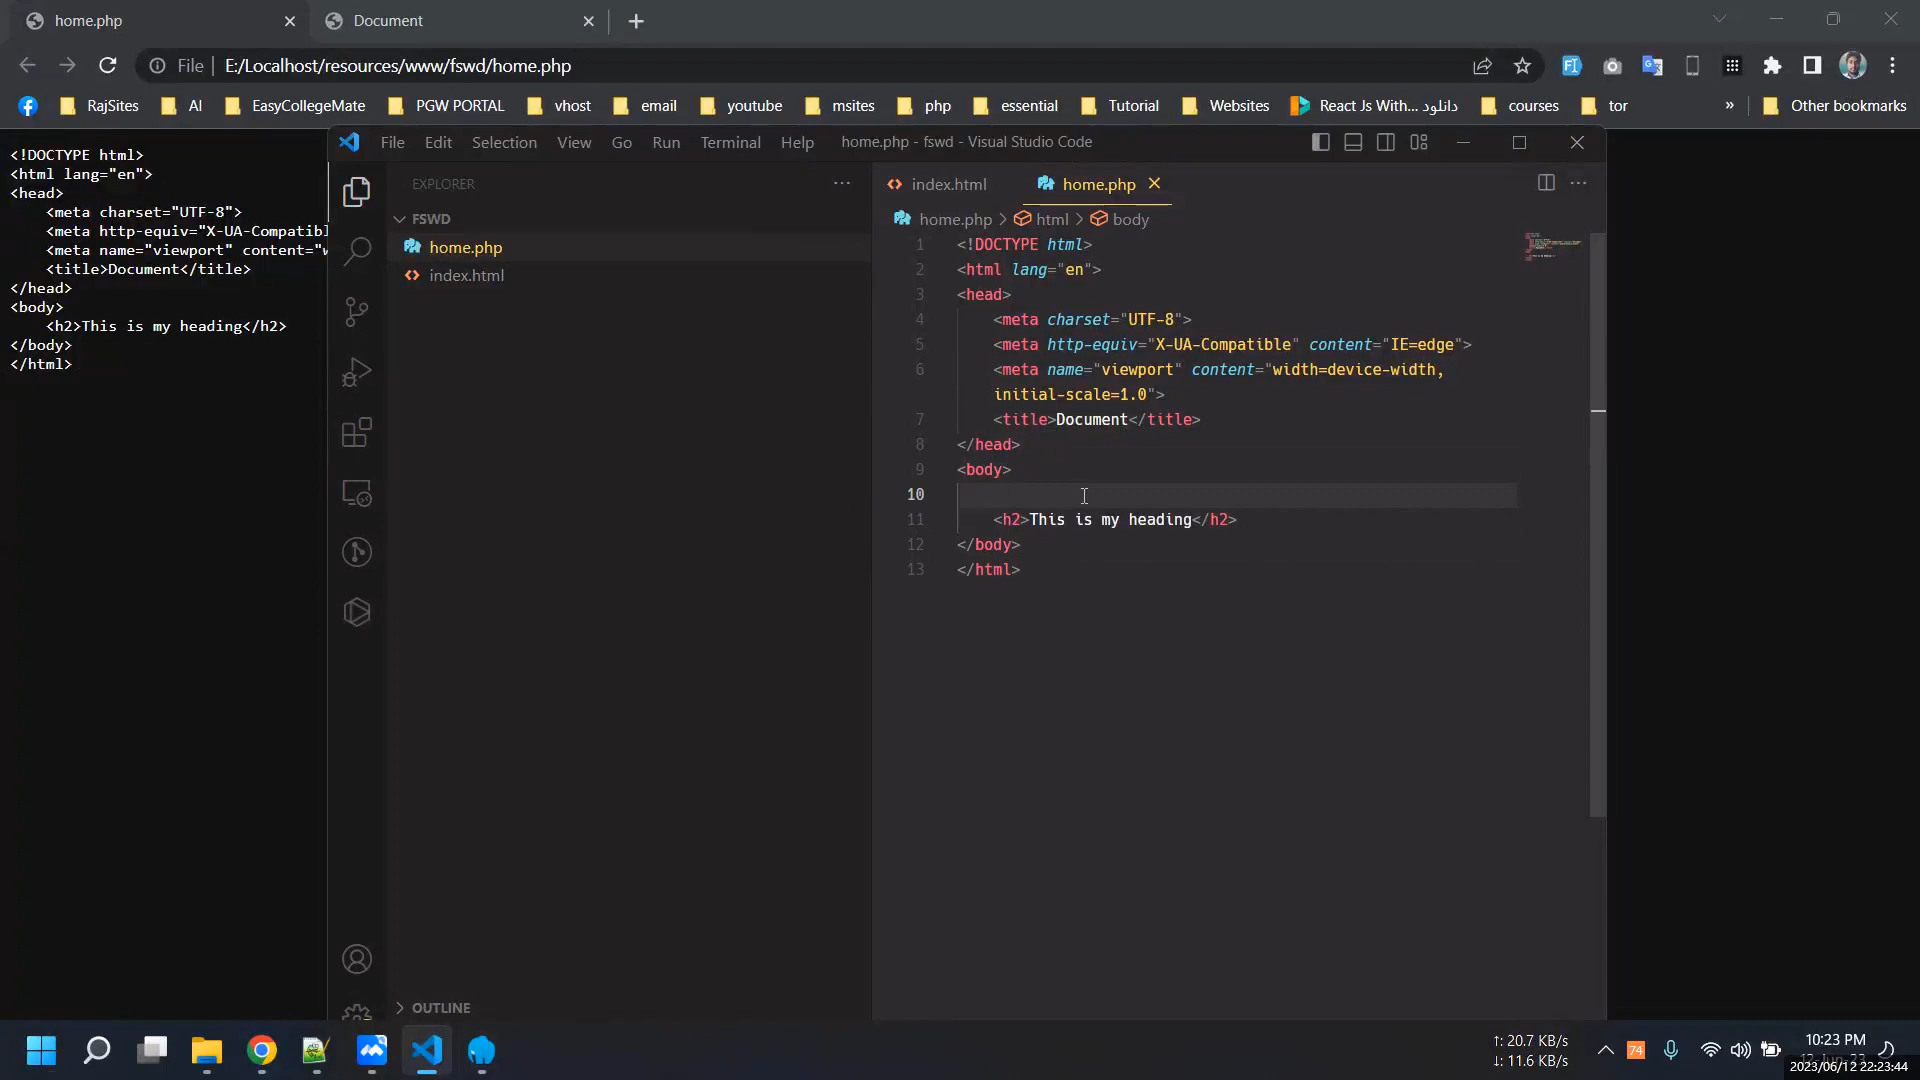 home.php
Document
File
E:/Localhost/resources/www/fswd/home.php
RajSites
AI
EasyCollegeMate
PGW PORTAL
vhost
email
youtube
msites
php
essential
Tutorial
Websites
React Js With... دانلود
courses
tor
»
Other bookmarks
<!DOCTYPE html>
<html lang="en">
<head>
<meta charset="UTF-8">
<meta http-equiv="X-UA-Compatibl
<meta name="viewport" content="w
<title>Document</title>
</head>
<body>
<h2>This is my heading</h2>
</body>
</html>
File Edit Selection View Go Run Terminal Help
home.php - fswd - Visual Studio Code
EXPLORER
FSWD
home.php
index.html
OUTLINE
index.html
home.php
home.php > html > body
1 <!DOCTYPE html>
2 <html lang="en">
3 <head>
4 <meta charset="UTF-8">
5 <meta http-equiv="X-UA-Compatible" content="IE=edge">
6 <meta name="viewport" content="width=device-width,
initial-scale=1.0">
7 <title>Document</title>
8 </head>
9 <body>
10
11 <h2>This is my heading</h2>
12 </body>
13 </html>
↑: 20.7 KB/s
↓: 11.6 KB/s
74
10:23 PM
12-Jun-23
2023/06/12 22:23:44